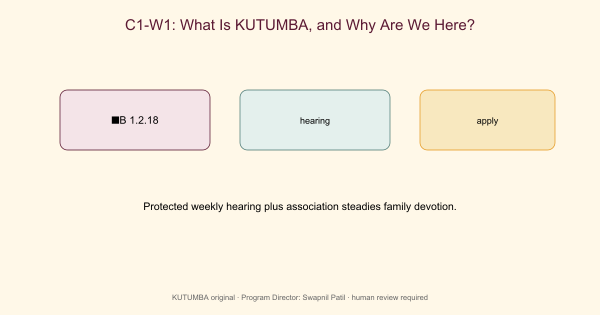 C1-W1: What Is KUTUMBA, and Why Are We Here?
■B 1.2.18
hearing
apply
Protected weekly hearing plus association steadies family devotion.
KUTUMBA original · Program Director: Swapnil Patil · human review required